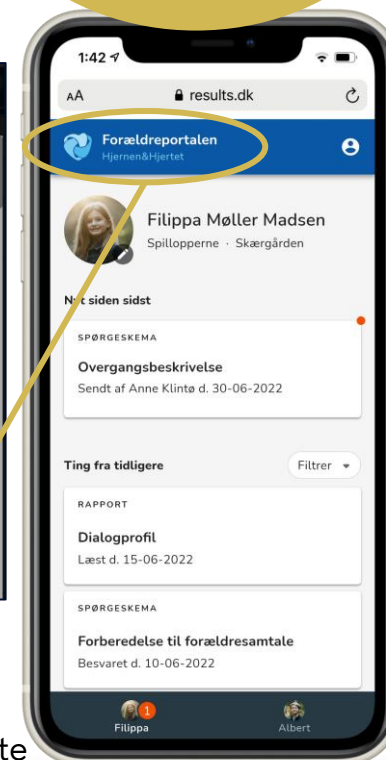 1:42
AA results.dk
Forældreportalen
Hjernen&Hjertet
Filippa Møller Madsen
Spillopperne · Skærgården
Nyt siden sidst
SPØRGESKEMA
Overgangsbeskrivelse
Sendt af Anne Klintø d. 30-06-2022
Ting fra tidligere
Filtrer
RAPPORT
Dialogprofil
Læst d. 15-06-2022
SPØRGESKEMA
Forberedelse til forældresamtale
Besvaret d. 10-06-2022
1
Filippa
Albert
te